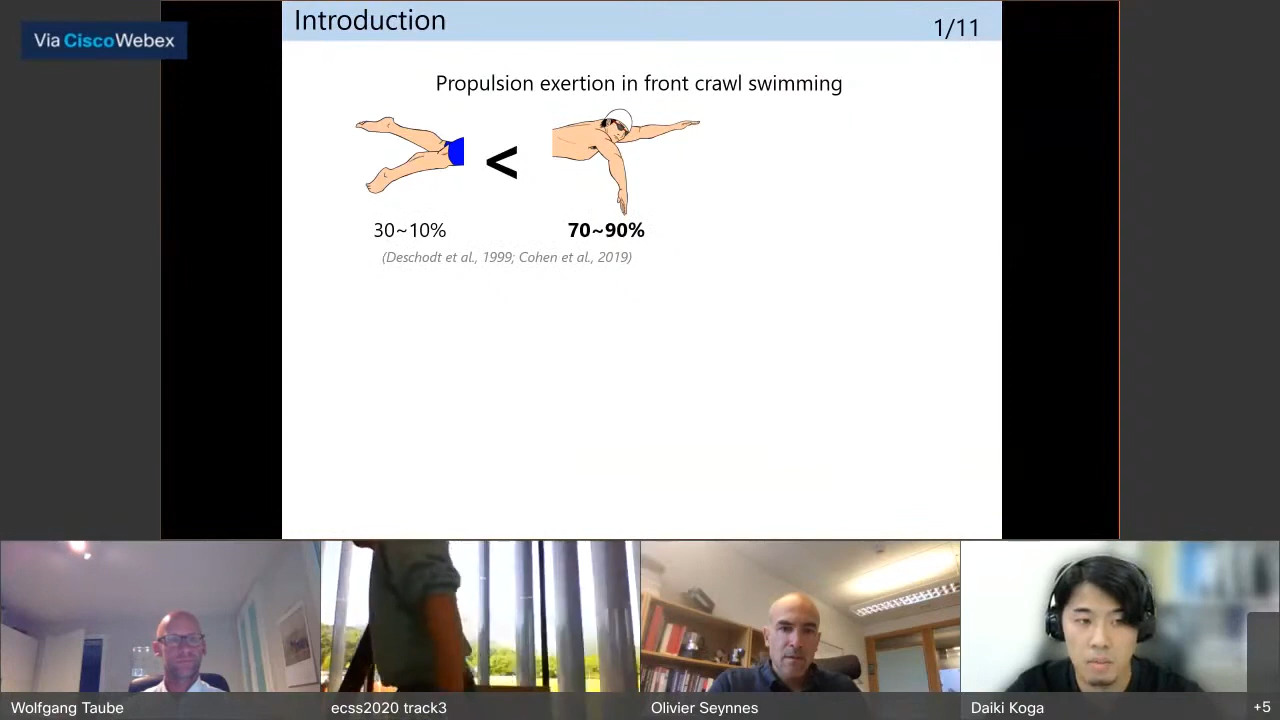 Via CiscoWebex
Introduction
1/11
Propulsion exertion in front crawl swimming
<
30~10%
70~90%
(Deschodt et al., 1999; Cohen et al., 2019)
Wolfgang Taube
ecss2020 track3
Olivier Seynnes
Daiki Koga
+5